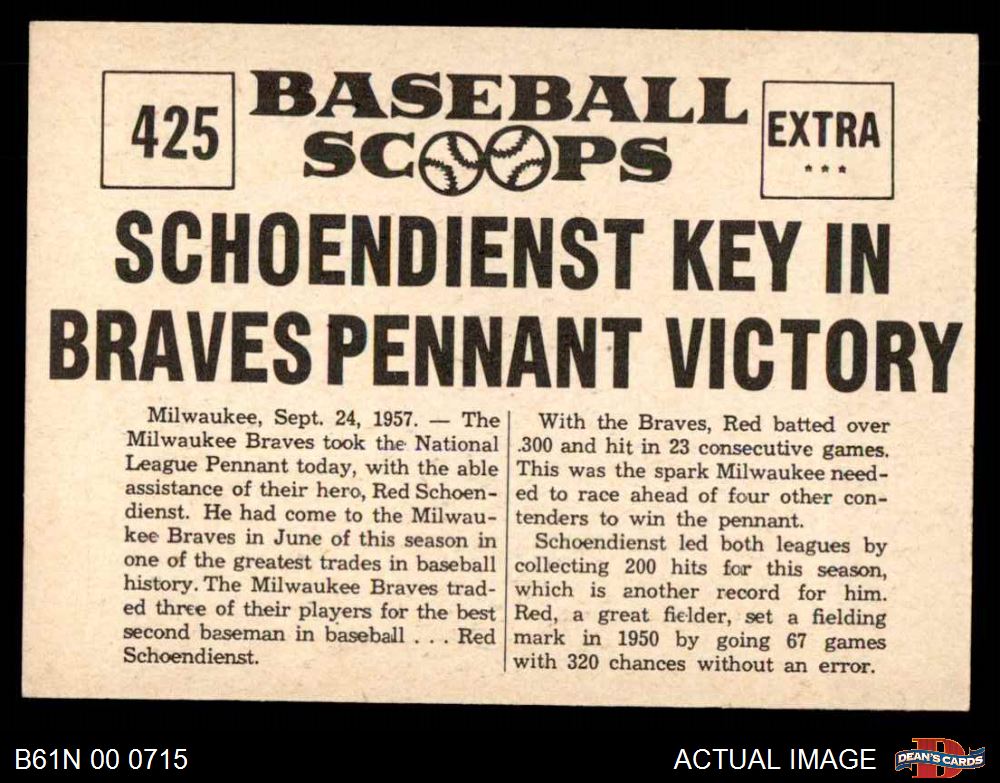 425
BASEBALL
SCOOPS
EXTRA
***
SCHOENDIENST KEY IN
BRAVES PENNANT VICTORY
Milwaukee, Sept. 24, 1957. — The
Milwaukee Braves took the National
League Pennant today, with the able
assistance of their hero, Red Schoen-
dienst. He had come to the Milwau-
kee Braves in June of this season in
one of the greatest trades in baseball
history. The Milwaukee Braves trad-
ed three of their players for the best
second baseman in baseball . . . Red
Schoendienst.
With the Braves, Red batted over
.300 and hit in 23 consecutive games.
This was the spark Milwaukee need-
ed to race ahead of four other con-
tenders to win the pennant.
Schoendienst led both leagues by
collecting 200 hits for this season,
which is another record for him.
Red, a great fielder, set a fielding
mark in 1950 by going 67 games
with 320 chances without an error.
B61N 00 0715
ACTUAL IMAGE
D
DEAN'S CARDS